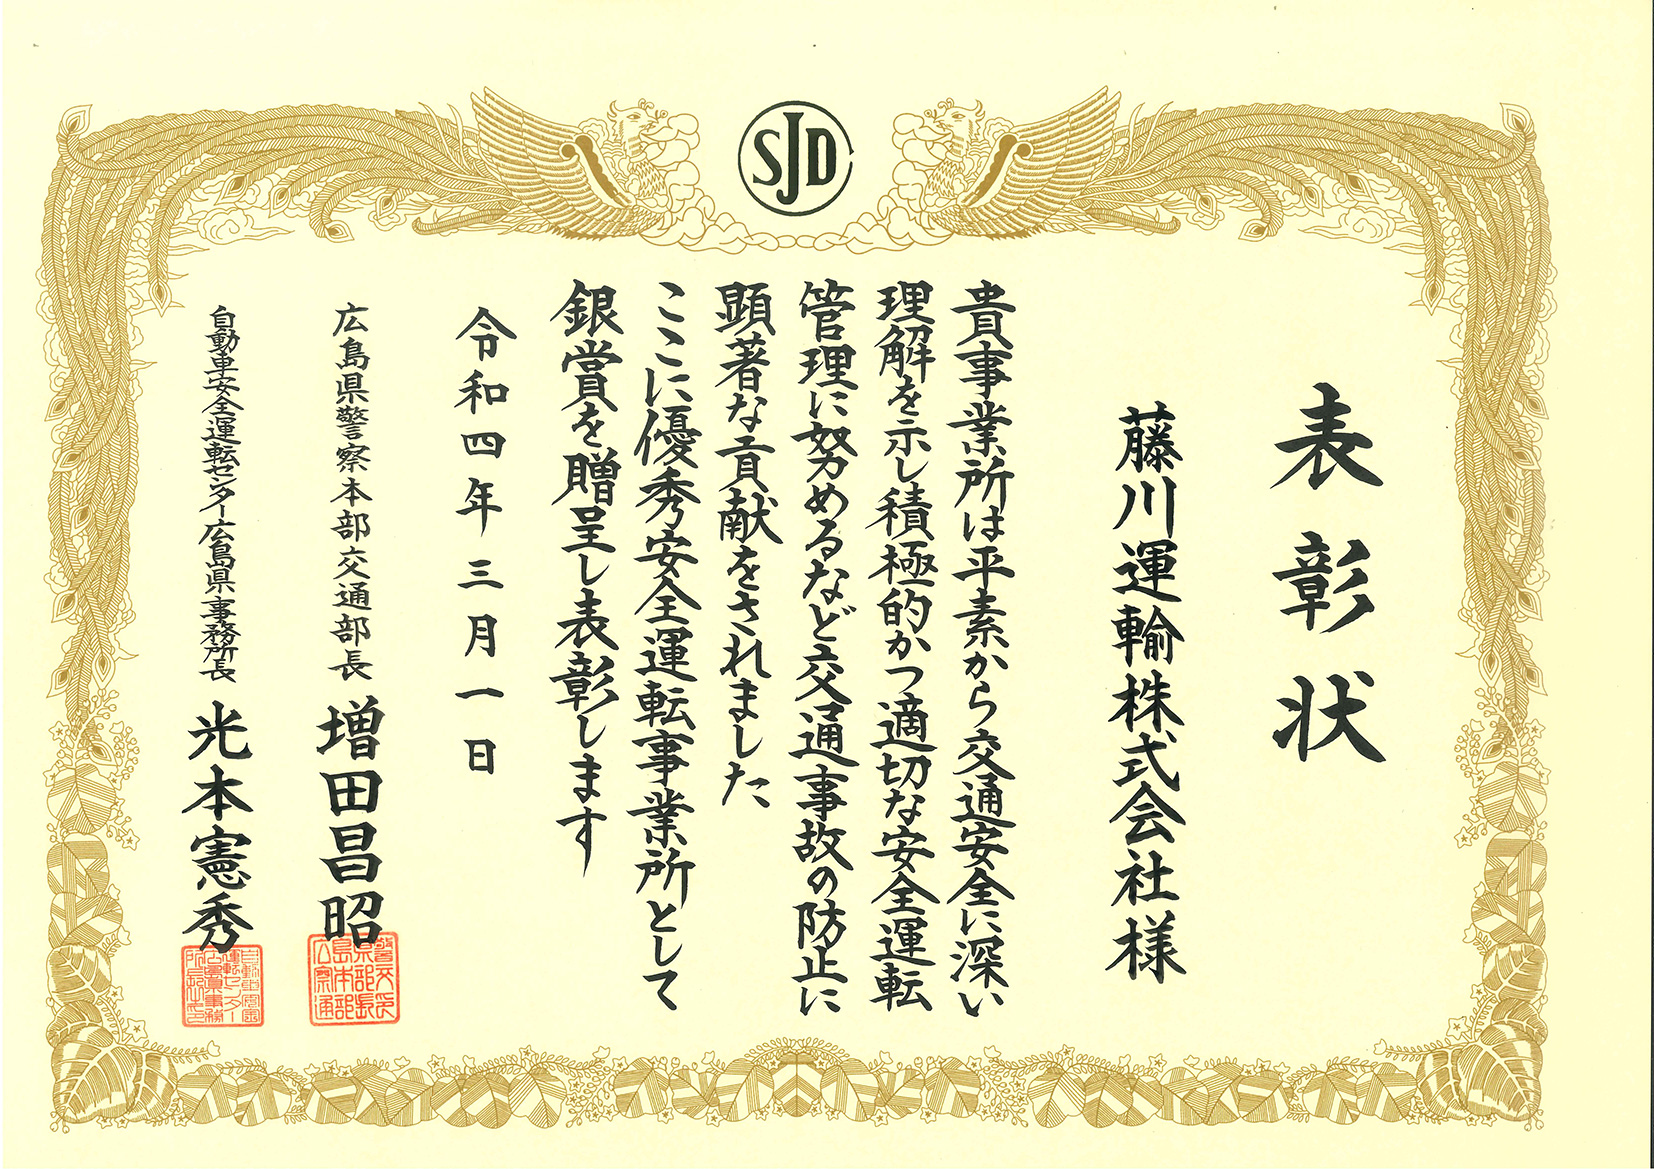 SJD
表彰状
藤川運輸株式会社様
貴事業所は平素から交通安全に深い
理解を示し積極的かつ適切な安全運転
管理に努めるなど交通事故の防止に
顕著な貢献をされました
ここに優秀安全運転事業所として
銀賞を贈呈し表彰します
令和四年三月一日
広島県警察本部交通部長 増田昌昭
自動車安全運転センター広島県事務所長 光本憲秀